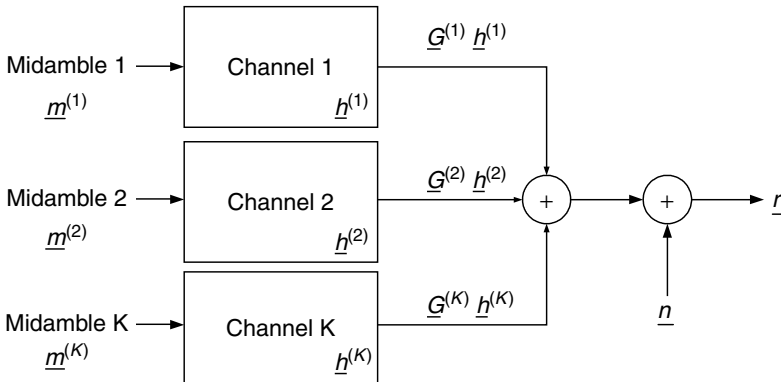 Midamble 1
m(1)
Channel 1
h(1)
G(1) h(1)
Midamble 2
m(2)
Channel 2
h(2)
G(2) h(2)
+
+
r
Midamble K
m(K)
Channel K
h(K)
G(K) h(K)
n